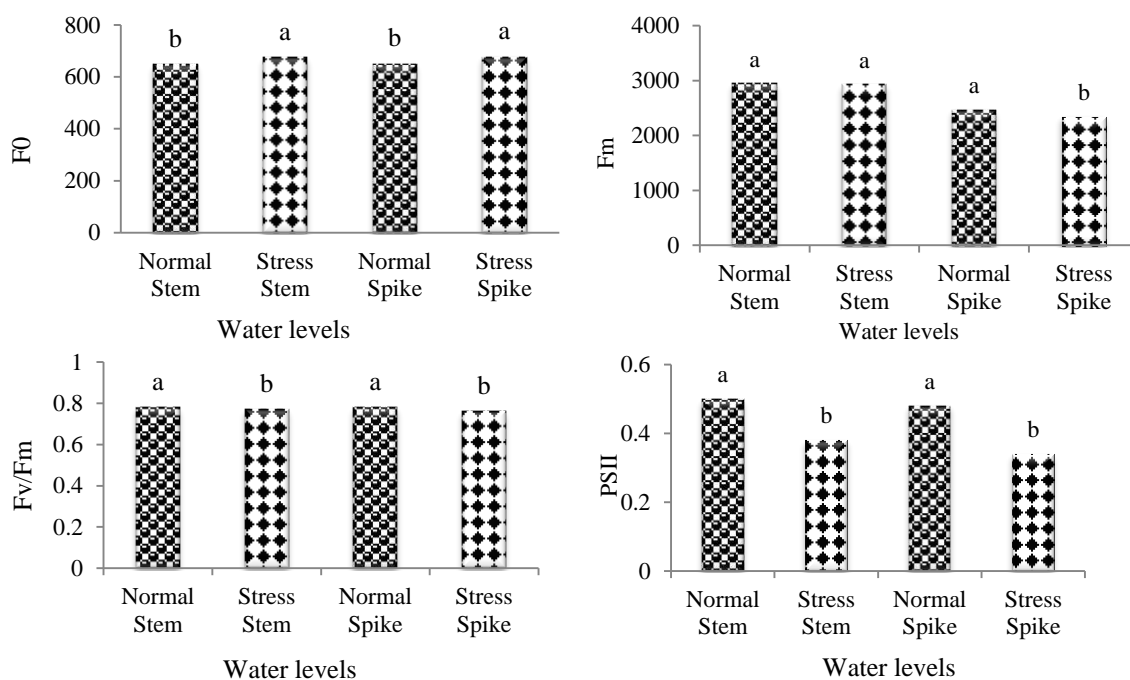 800
600
400
200
0
F0
b a b a
Normal Stress Normal Stress
Stem Stem Spike Spike
Water levels
4000
3000
2000
1000
0
Fm
a a a b
Normal Stress Normal Stress
Stem Stem Spike Spike
Water levels
1
0.8
0.6
0.4
0.2
0
Fv/Fm
a b a b
Normal Stress Normal Stress
Stem Stem Spike Spike
Water levels
0.6
0.4
0.2
0
PSII
a b a b
Normal Stress Normal Stress
Stem Stem Spike Spike
Water levels